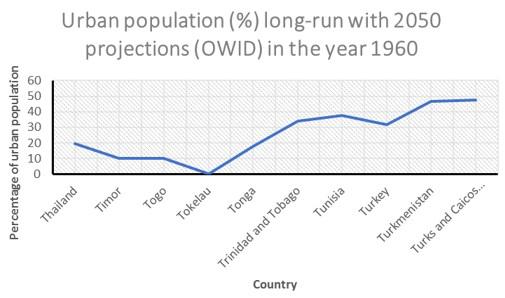 Urban population (%) long-run with 2050
projections (OWID) in the year 1960
Percentage of urban population
60
50
40
30
20
10
0
Thailand
Timor
Togo
Tokelau
Tonga
Trinidad and Tobago
Tunisia
Turkey
Turkmenistan
Turks and Caicos...
Country